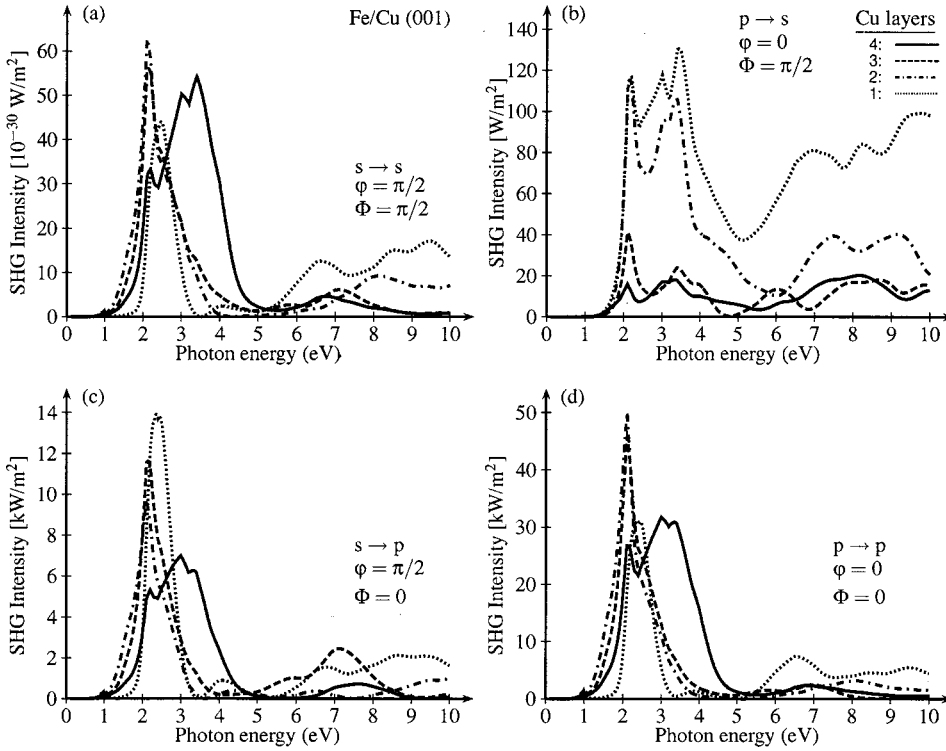 (a)
Fe/Cu (001)
SHG Intensity [10⁻³⁰ W/m²]
60
50
40
30
20
10
0
s → s
φ = π/2
Φ = π/2
0 1 2 3 4 5 6 7 8 9 10
Photon energy (eV)
(b)
p → s
φ = 0
Φ = π/2
Cu layers
4:
3:
2:
1:
SHG Intensity [W/m²]
140
120
100
80
60
40
20
0
0 1 2 3 4 5 6 7 8 9 10
Photon energy (eV)
(c)
SHG Intensity [kW/m²]
14
12
10
8
6
4
2
0
s → p
φ = π/2
Φ = 0
0 1 2 3 4 5 6 7 8 9 10
Photon energy (eV)
(d)
SHG Intensity [kW/m²]
50
40
30
20
10
0
p → p
φ = 0
Φ = 0
0 1 2 3 4 5 6 7 8 9 10
Photon energy (eV)